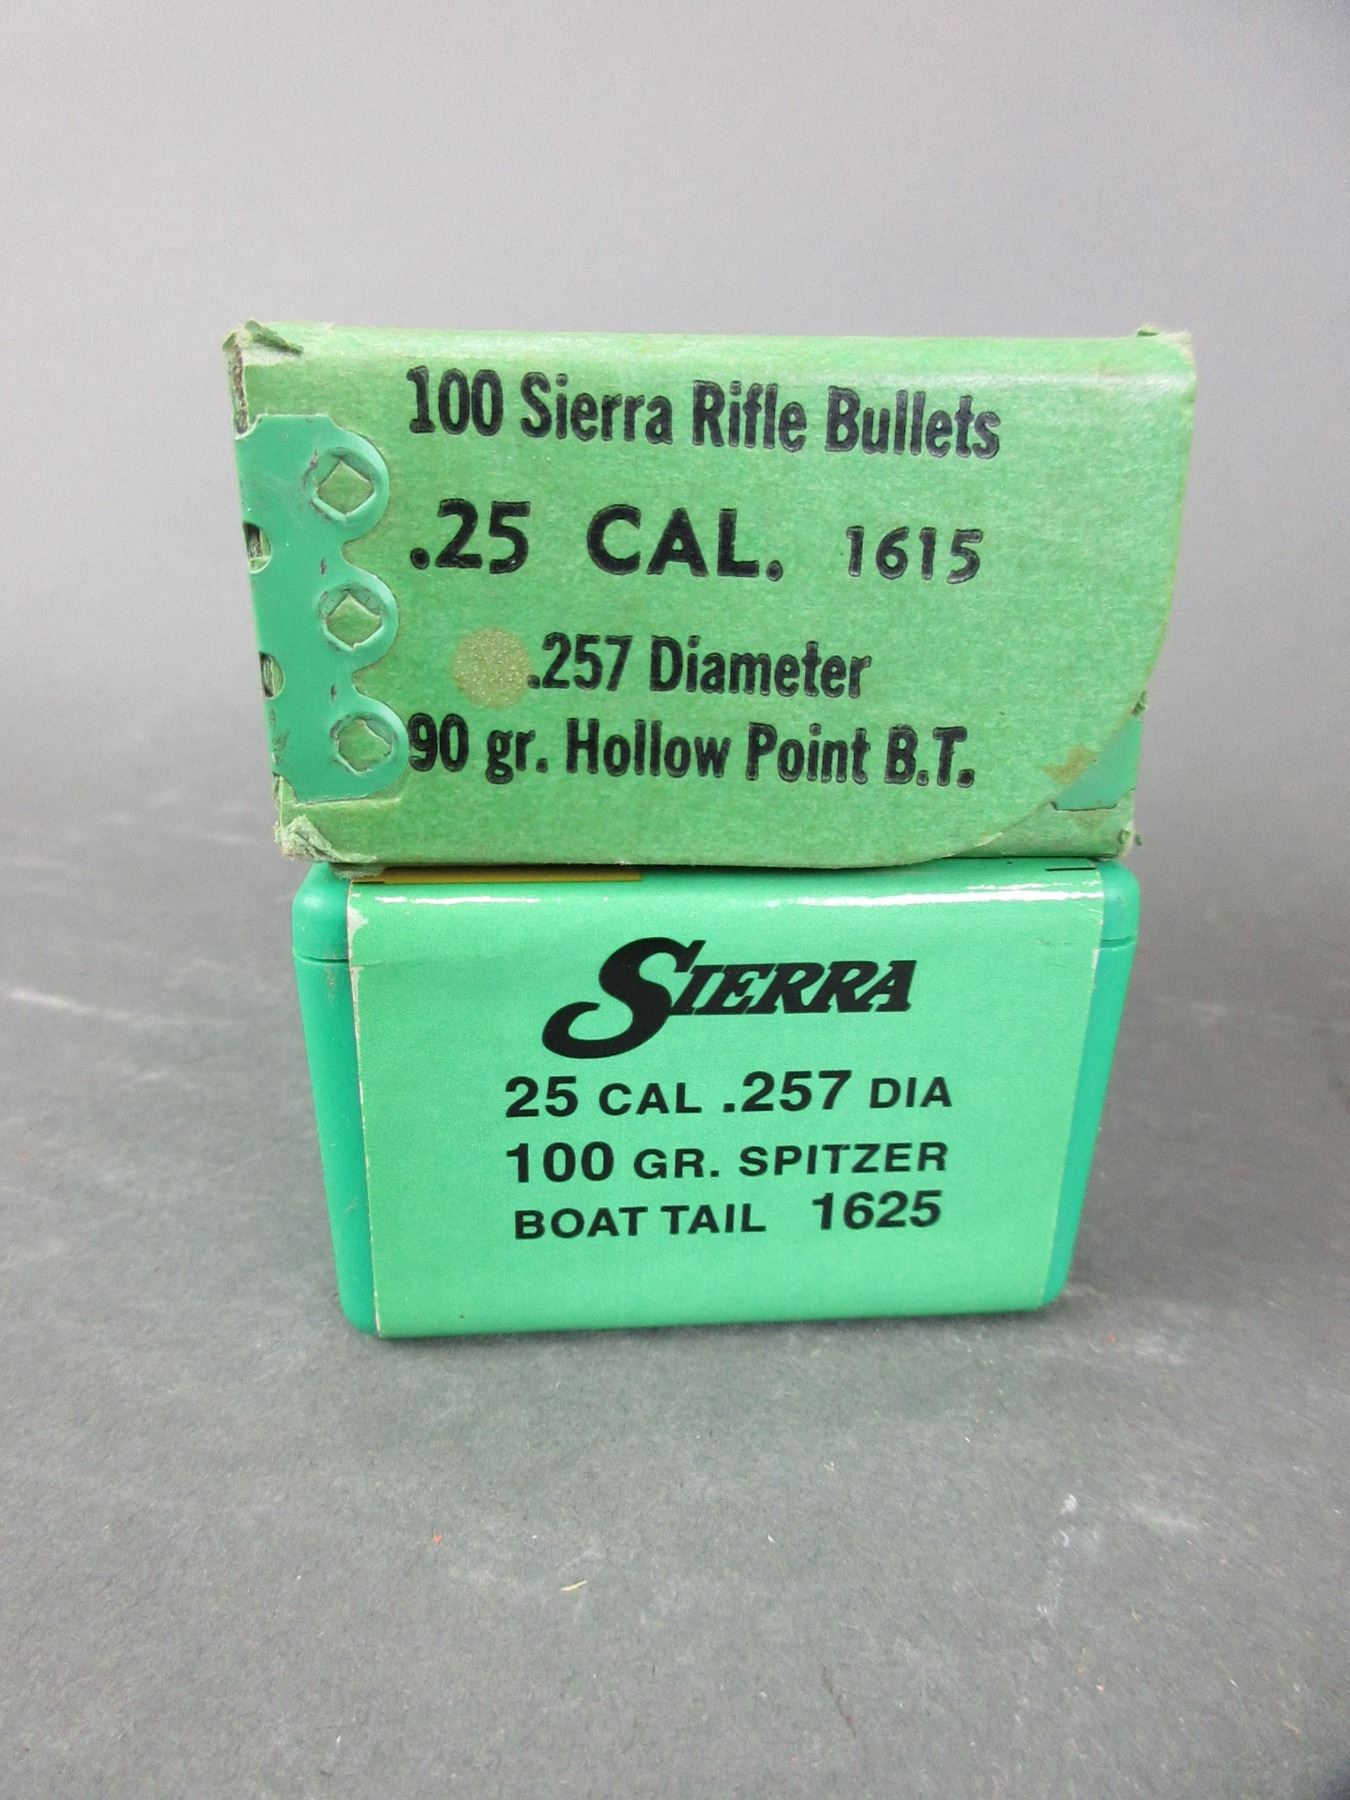 100 Sierra Rifle Bullets
.25 CAL. 1615
.257 Diameter
90 gr. Hollow Point B.T.
SIERRA
25 CAL .257 DIA
100 GR. SPITZER
BOAT TAIL 1625